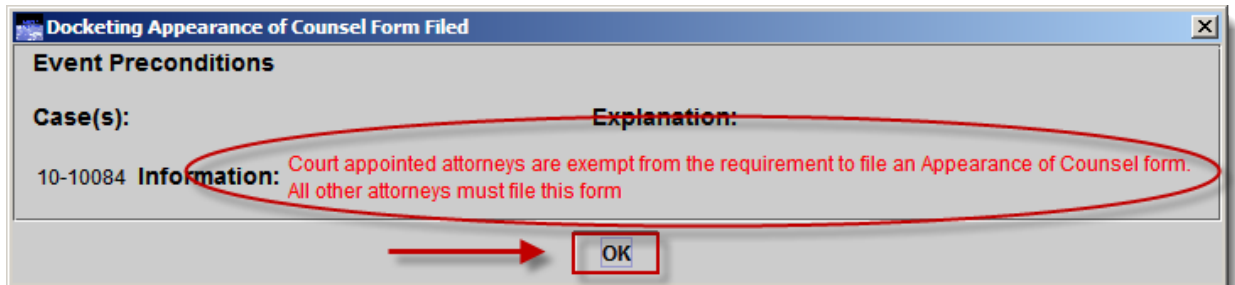 Docketing Appearance of Counsel Form Filed
Event Preconditions
Case(s): Explanation:
10-10084 Information: Court appointed attorneys are exempt from the requirement to file an Appearance of Counsel form.
All other attorneys must file this form
OK